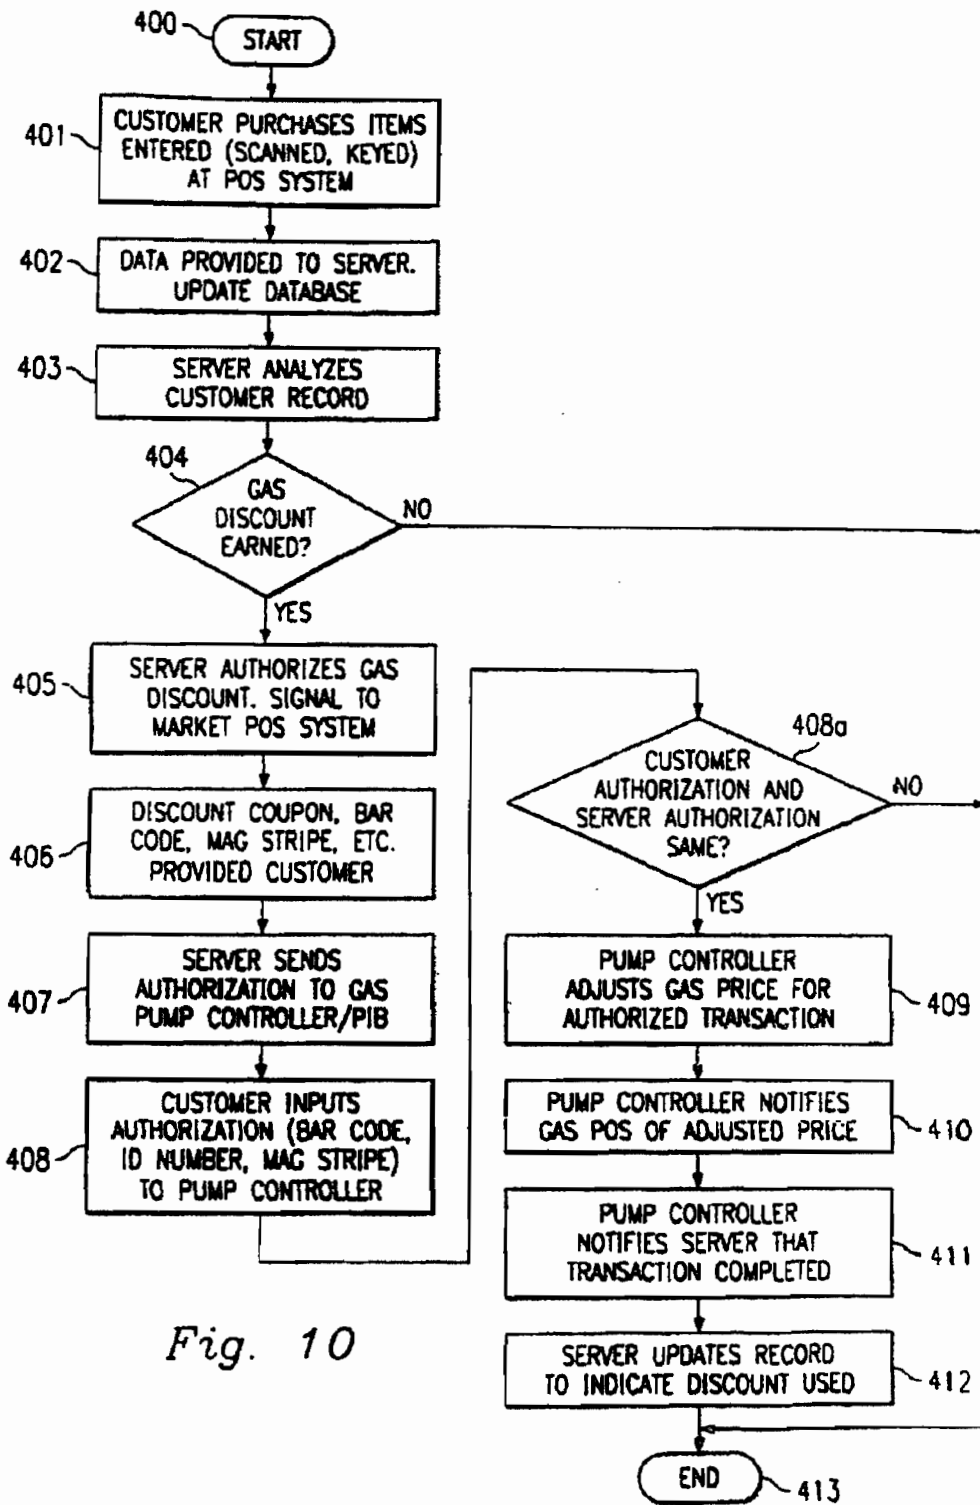 400
START
401
CUSTOMER PURCHASES ITEMS
ENTERED (SCANNED, KEYED)
AT POS SYSTEM
402
DATA PROVIDED TO SERVER.
UPDATE DATABASE
403
SERVER ANALYZES
CUSTOMER RECORD
404
GAS
DISCOUNT
EARNED?
NO
YES
405
SERVER AUTHORIZES GAS
DISCOUNT. SIGNAL TO
MARKET POS SYSTEM
406
DISCOUNT COUPON, BAR
CODE, MAG STRIPE, ETC.
PROVIDED CUSTOMER
407
SERVER SENDS
AUTHORIZATION TO GAS
PUMP CONTROLLER/PIB
408
CUSTOMER INPUTS
AUTHORIZATION (BAR CODE,
ID NUMBER, MAG STRIPE)
TO PUMP CONTROLLER
408a
CUSTOMER
AUTHORIZATION AND
SERVER AUTHORIZATION
SAME?
NO
YES
PUMP CONTROLLER
ADJUSTS GAS PRICE FOR
AUTHORIZED TRANSACTION
409
PUMP CONTROLLER NOTIFIES
GAS POS OF ADJUSTED PRICE
410
PUMP CONTROLLER
NOTIFIES SERVER THAT
TRANSACTION COMPLETED
411
SERVER UPDATES RECORD
TO INDICATE DISCOUNT USED
412
END
413
Fig. 10